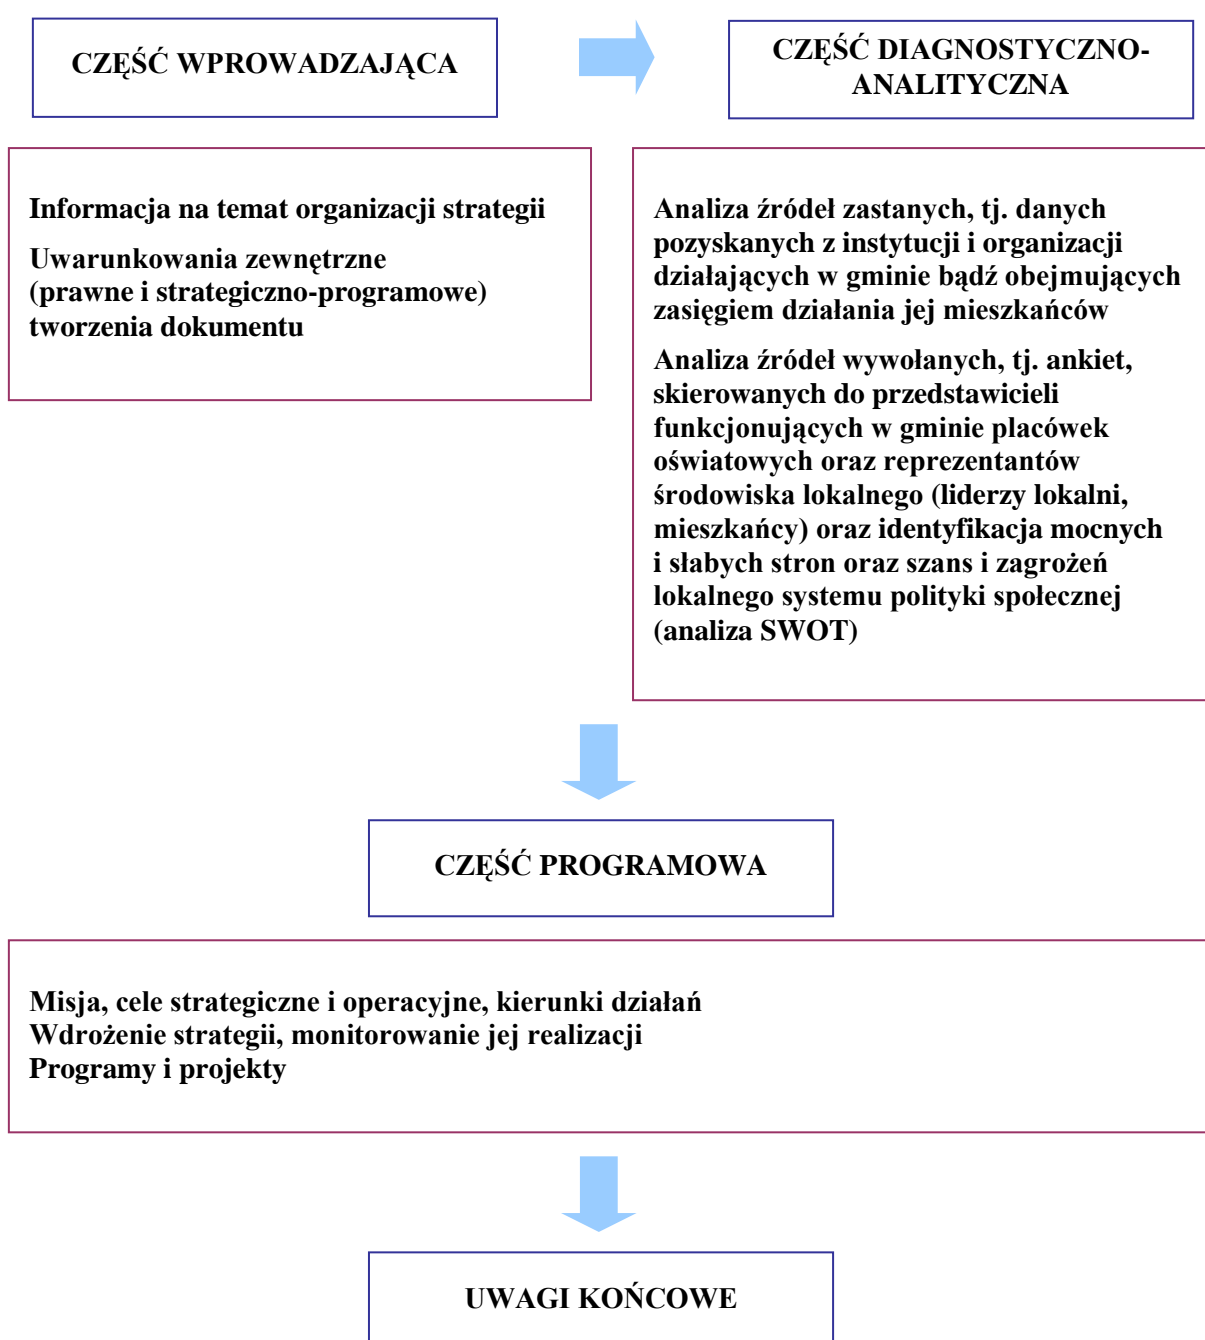 CZĘŚĆ WPROWADZAJĄCA
CZĘŚĆ DIAGNOSTYCZNO-
ANALITYCZNA
Informacja na temat organizacji strategii
Uwarunkowania zewnętrzne
(prawne i strategiczno-programowe)
tworzenia dokumentu
Analiza źródeł zastanych, tj. danych
pozyskanych z instytucji i organizacji
działających w gminie bądź obejmujących
zasięgiem działania jej mieszkańców
Analiza źródeł wywołanych, tj. ankiet,
skierowanych do przedstawicieli
funkcjonujących w gminie placówek
oświatowych oraz reprezentantów
środowiska lokalnego (liderzy lokalni,
mieszkańcy) oraz identyfikacja mocnych
i słabych stron oraz szans i zagrożeń
lokalnego systemu polityki społecznej
(analiza SWOT)
CZĘŚĆ PROGRAMOWA
Misja, cele strategiczne i operacyjne, kierunki działań
Wdrożenie strategii, monitorowanie jej realizacji
Programy i projekty
UWAGI KOŃCOWE